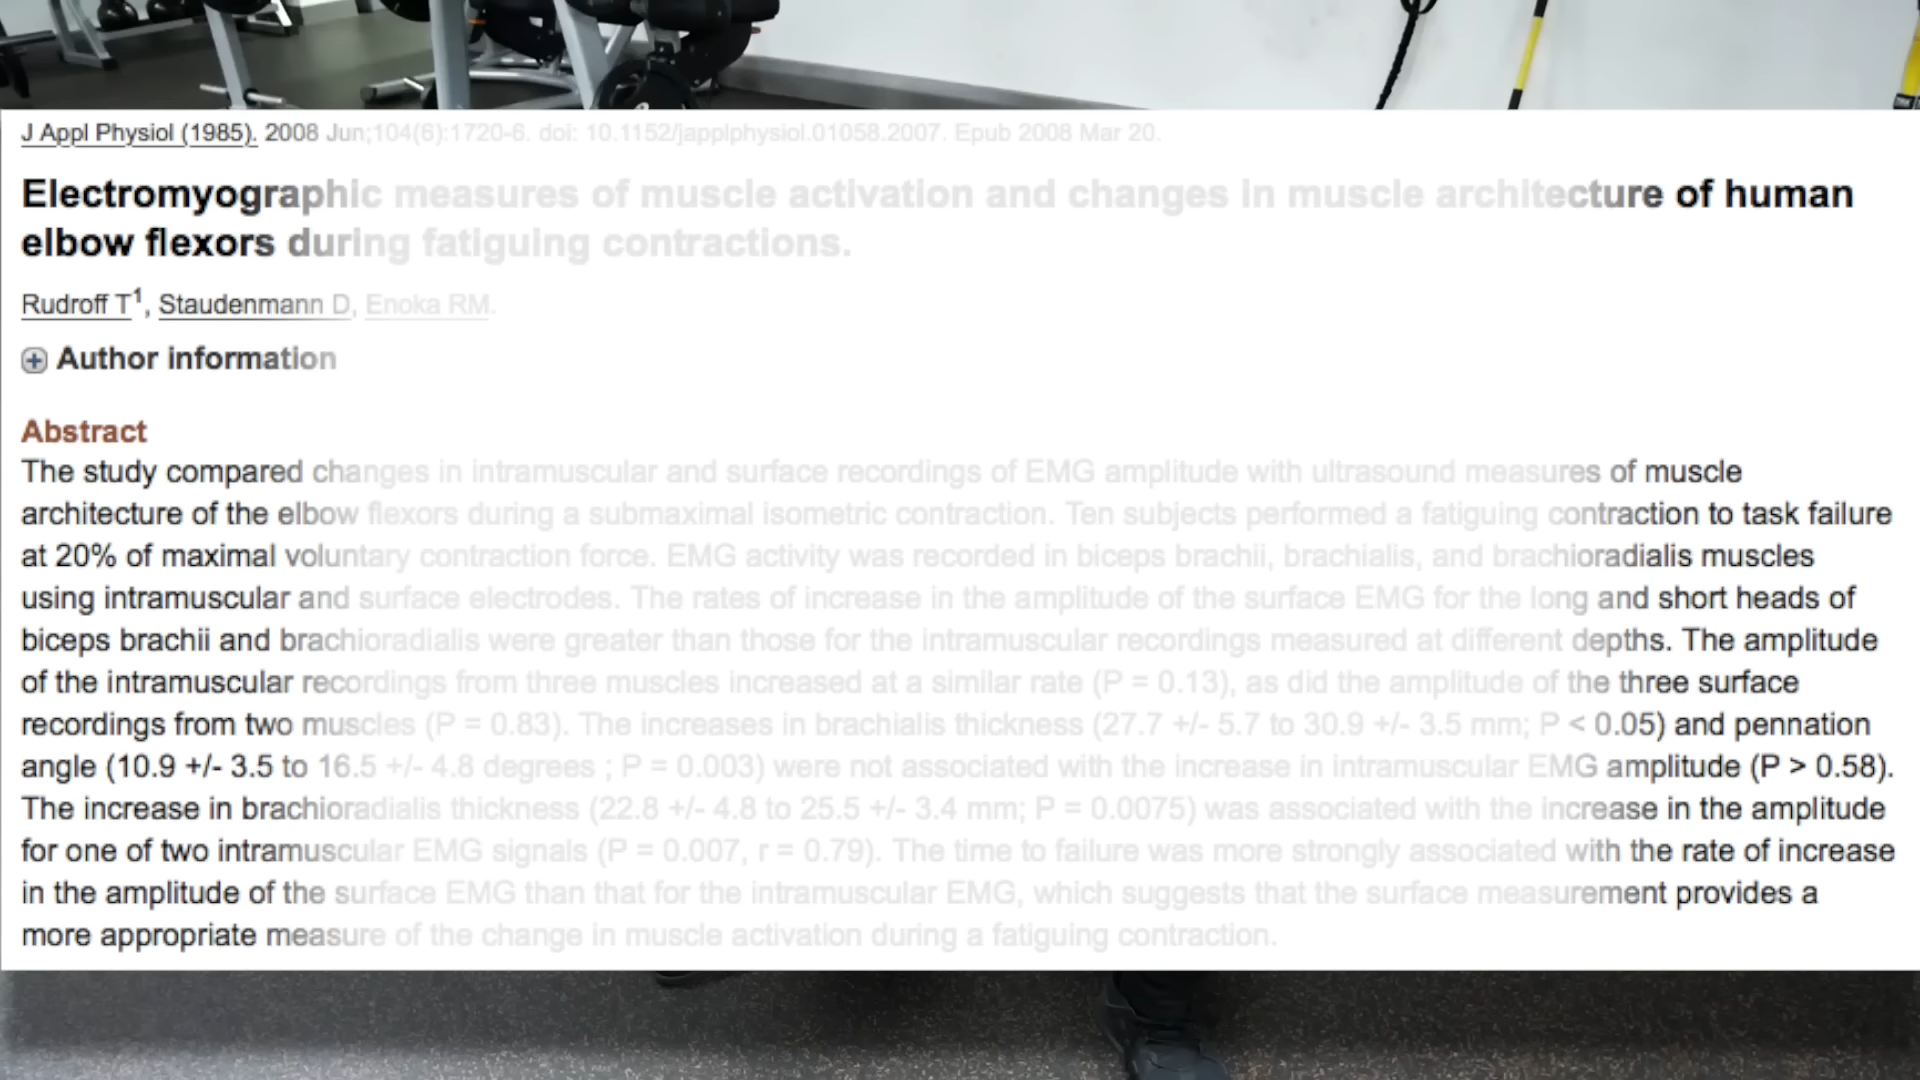 J Appl Physiol (1985). 2008 Jun;104(6):1720-6. doi: 10.1152/japplphysiol.01058.2007. Epub 2008 Mar 20.
Electromyographic measures of muscle activation and changes in muscle architecture of human
elbow flexors during fatiguing contractions.
Rudroff T1, Staudenmann D, Enoka RM.
Author information
Abstract
The study compared changes in intramuscular and surface recordings of EMG amplitude with ultrasound measures of muscle
architecture of the elbow flexors during a submaximal isometric contraction. Ten subjects performed a fatiguing contraction to task failure
at 20% of maximal voluntary contraction force. EMG activity was recorded in biceps brachii, brachialis, and brachioradialis muscles
using intramuscular and surface electrodes. The rates of increase in the amplitude of the surface EMG for the long and short heads of
biceps brachii and brachioradialis were greater than those for the intramuscular recordings measured at different depths. The amplitude
of the intramuscular recordings from three muscles increased at a similar rate (P = 0.13), as did the amplitude of the three surface
recordings from two muscles (P = 0.83). The increases in brachialis thickness (27.7 +/- 5.7 to 30.9 +/- 3.5 mm; P < 0.05) and pennation
angle (10.9 +/- 3.5 to 16.5 +/- 4.8 degrees ; P = 0.003) were not associated with the increase in intramuscular EMG amplitude (P > 0.58).
The increase in brachioradialis thickness (22.8 +/- 4.8 to 25.5 +/- 3.4 mm; P = 0.0075) was associated with the increase in the amplitude
for one of two intramuscular EMG signals (P = 0.007, r = 0.79). The time to failure was more strongly associated with the rate of increase
in the amplitude of the surface EMG than that for the intramuscular EMG, which suggests that the surface measurement provides a
more appropriate measure of the change in muscle activation during a fatiguing contraction.